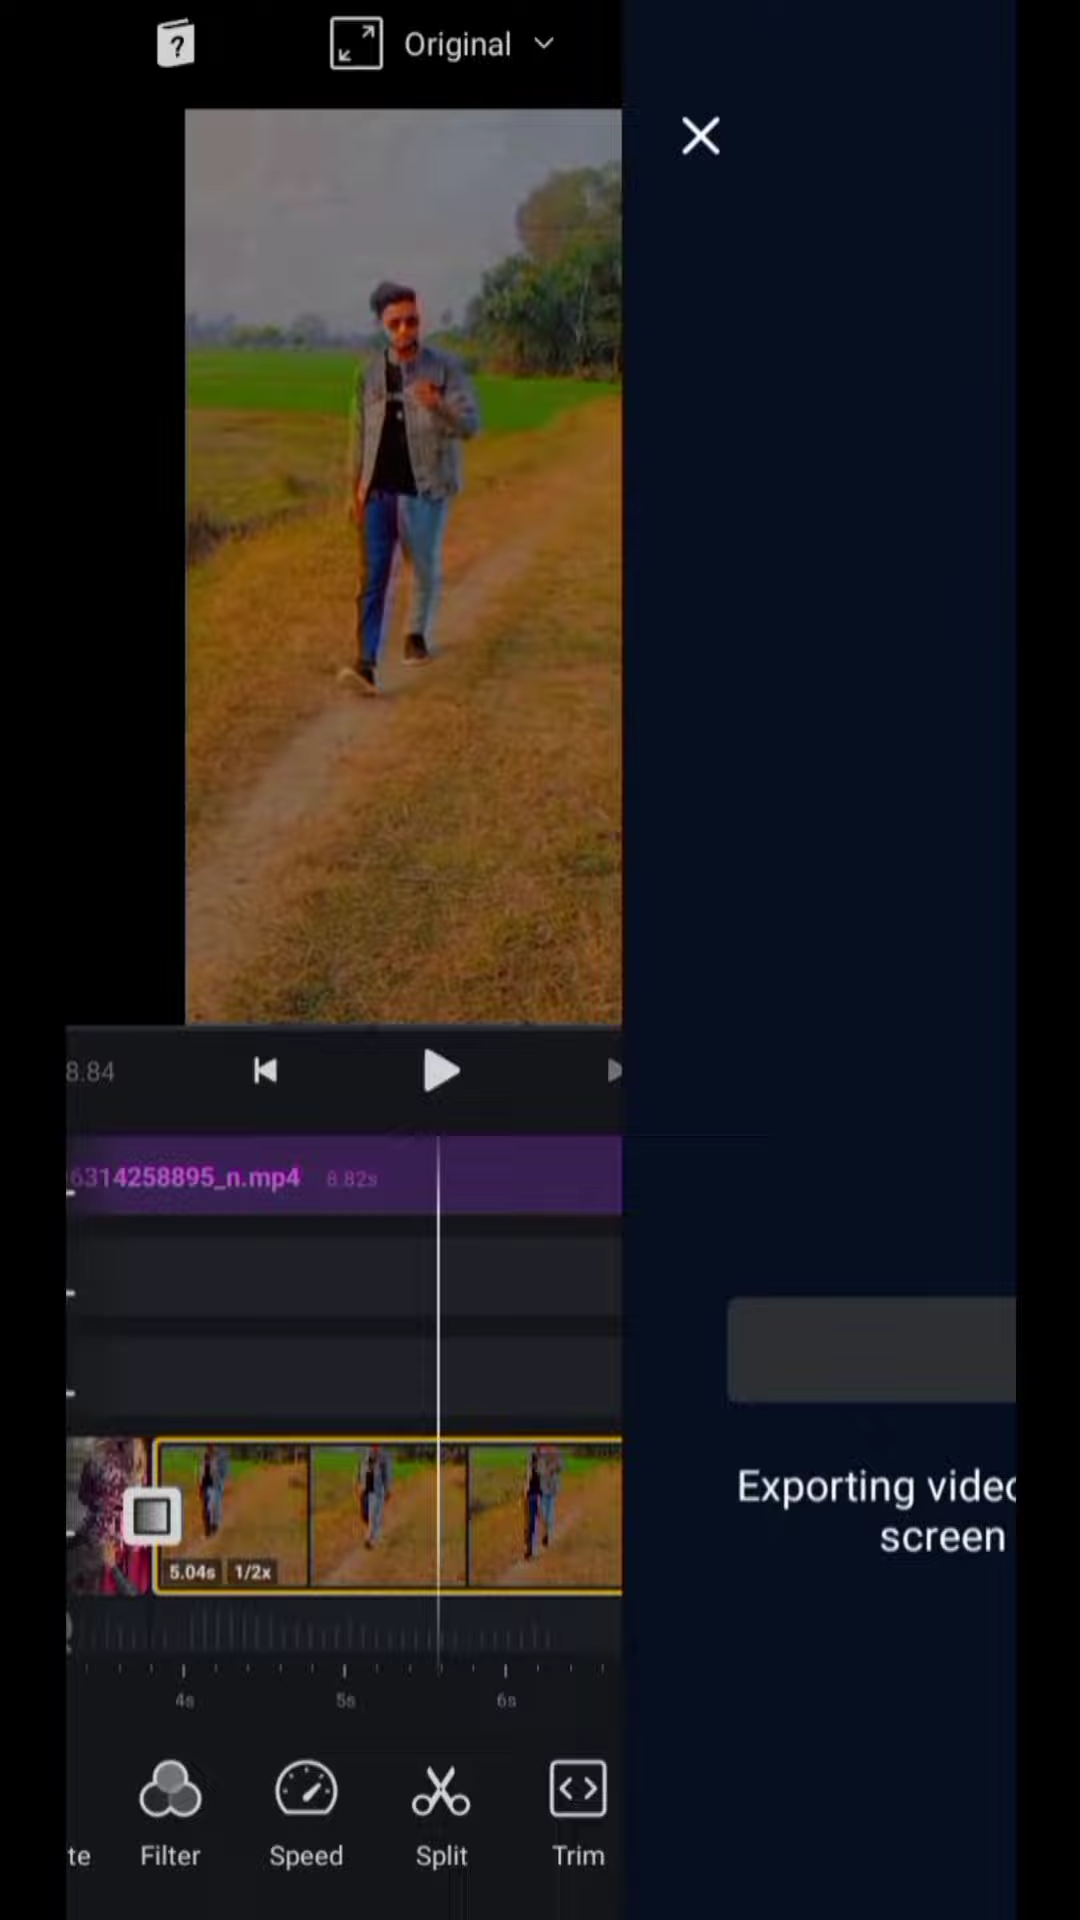 ?
Original
8.84
6314258895_n.mp4 8.82s
5.04s 1/2x
4s 5s 6s
te Filter Speed Split Trim
Exporting video
screen